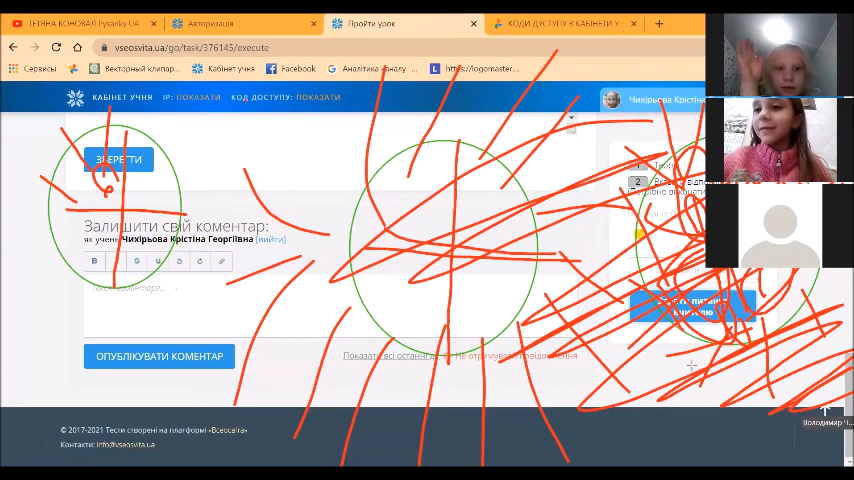 ТЕТЯНА КОНОВАЛ Pysanky UA
Авторизація
Пройти урок
КОДИ ДОСТУПУ В КАБІНЕТИ У
vseosvita.ua/go/task/376145/execute
Сервисы
Векторный клипар...
Кабінет учня
Facebook
Аналітика каналу ...
https://logomaster...
КАБІНЕТ УЧНЯ
IP: ПОКАЗАТИ
КОД ДОСТУПУ: ПОКАЗАТИ
Чихірьова Крістіна
ЗБЕРЕГТИ
2
Залишити свій коментар:
як учень Чихірьова Крістіна Георгіївна [вийти]
B S U
Текст коментаря...
ОПУБЛІКУВАТИ КОМЕНТАР
Показати всі останні
Не отримувати повідомлення
вчителю
© 2017-2021 Тести створені на платформі «Всеосвіта»
Контакти: info@vseosvita.ua
Володимир Ч...